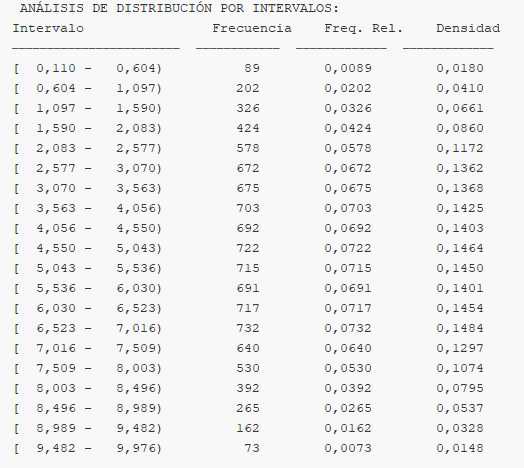 ANÁLISIS DE DISTRIBUCIÓN POR INTERVALOS:
Intervalo Frecuencia Freq. Rel. Densidad
[ 0,110 - 0,604) 89 0,0089 0,0180
[ 0,604 - 1,097) 202 0,0202 0,0410
[ 1,097 - 1,590) 326 0,0326 0,0661
[ 1,590 - 2,083) 424 0,0424 0,0860
[ 2,083 - 2,577) 578 0,0578 0,1172
[ 2,577 - 3,070) 672 0,0672 0,1362
[ 3,070 - 3,563) 675 0,0675 0,1368
[ 3,563 - 4,056) 703 0,0703 0,1425
[ 4,056 - 4,550) 692 0,0692 0,1403
[ 4,550 - 5,043) 722 0,0722 0,1464
[ 5,043 - 5,536) 715 0,0715 0,1450
[ 5,536 - 6,030) 691 0,0691 0,1401
[ 6,030 - 6,523) 717 0,0717 0,1454
[ 6,523 - 7,016) 732 0,0732 0,1484
[ 7,016 - 7,509) 640 0,0640 0,1297
[ 7,509 - 8,003) 530 0,0530 0,1074
[ 8,003 - 8,496) 392 0,0392 0,0795
[ 8,496 - 8,989) 265 0,0265 0,0537
[ 8,989 - 9,482) 162 0,0162 0,0328
[ 9,482 - 9,976) 73 0,0073 0,0148